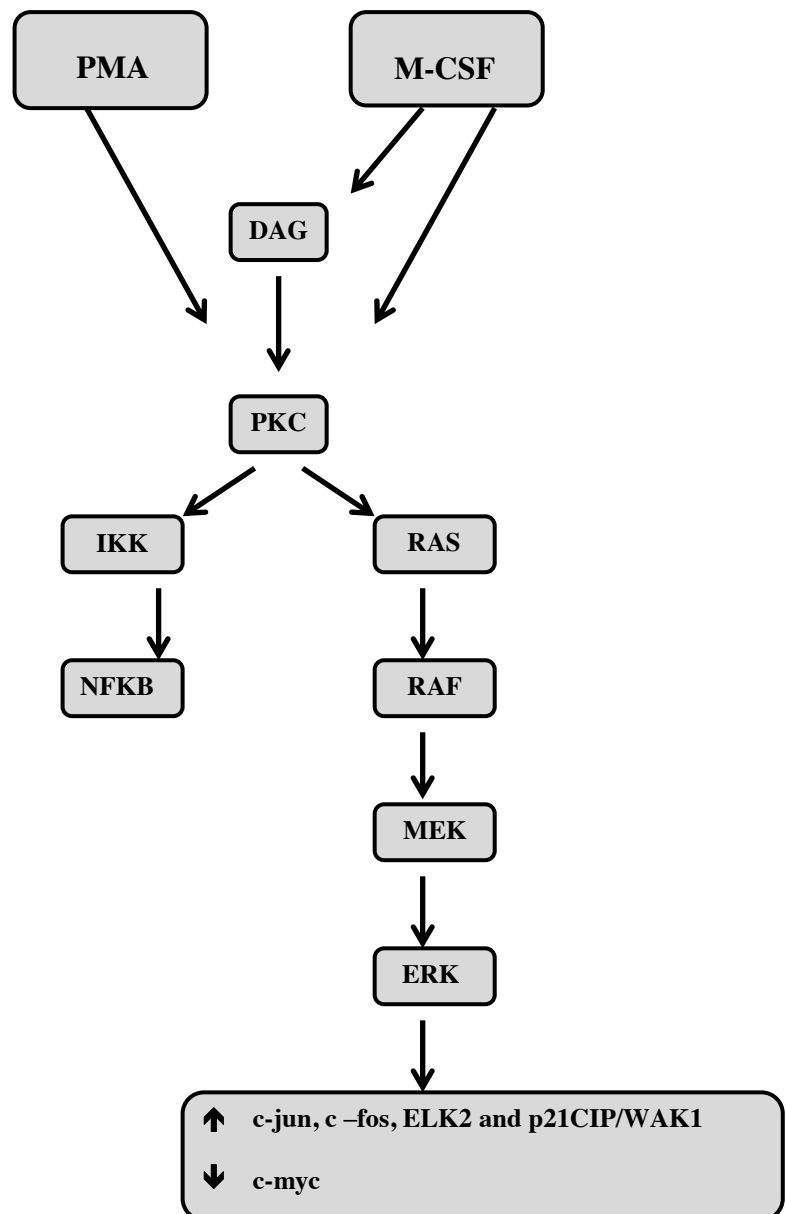 PMA
M-CSF
DAG
PKC
IKK
RAS
NFKB
RAF
MEK
ERK
↑ c-jun, c –fos, ELK2 and p21CIP/WAK1
↓ c-myc